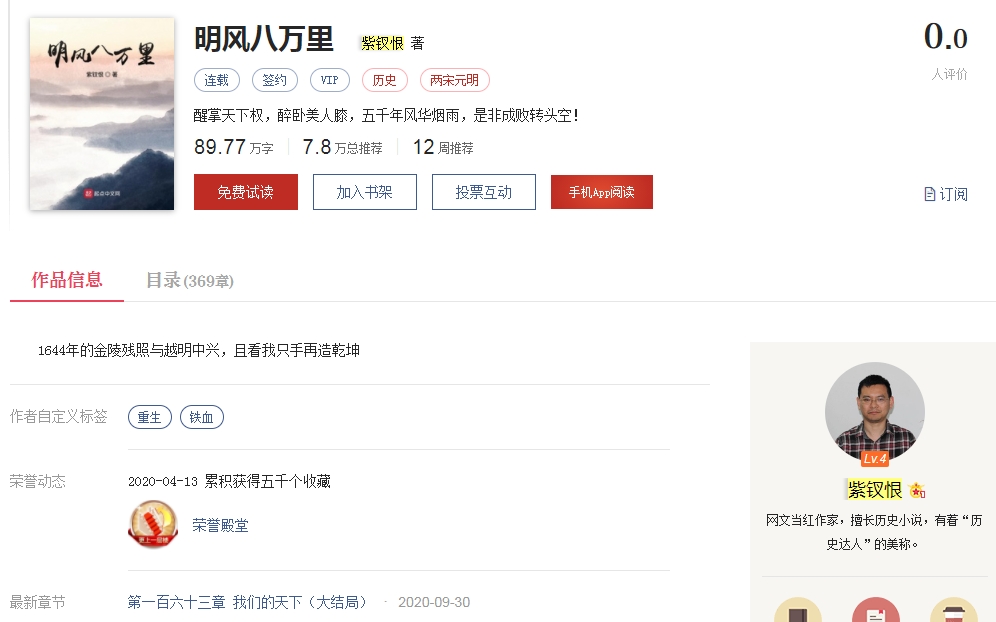 明风八万里
紫钗恨◎著
起点中文网
明风八万里 紫钗恨 著
0.0
人评价
连载 签约 VIP 历史 两宋元明
醒掌天下权，醉卧美人膝，五千年风华烟雨，是非成败转头空！
89.77 万字 7.8 万总推荐 12 周推荐
免费试读 加入书架 投票互动 手机App阅读
订阅
作品信息 目录(369章)
1644年的金陵残照与越明中兴，且看我只手再造乾坤
作者自定义标签 重生 铁血
荣誉动态 2020-04-13 累积获得五千个收藏
更上一层楼
荣誉殿堂
最新章节 第一百六十三章 我们的天下（大结局） · 2020-09-30
Lv.4
紫钗恨
网文当红作家，擅长历史小说，有着“历
史达人”的美称。